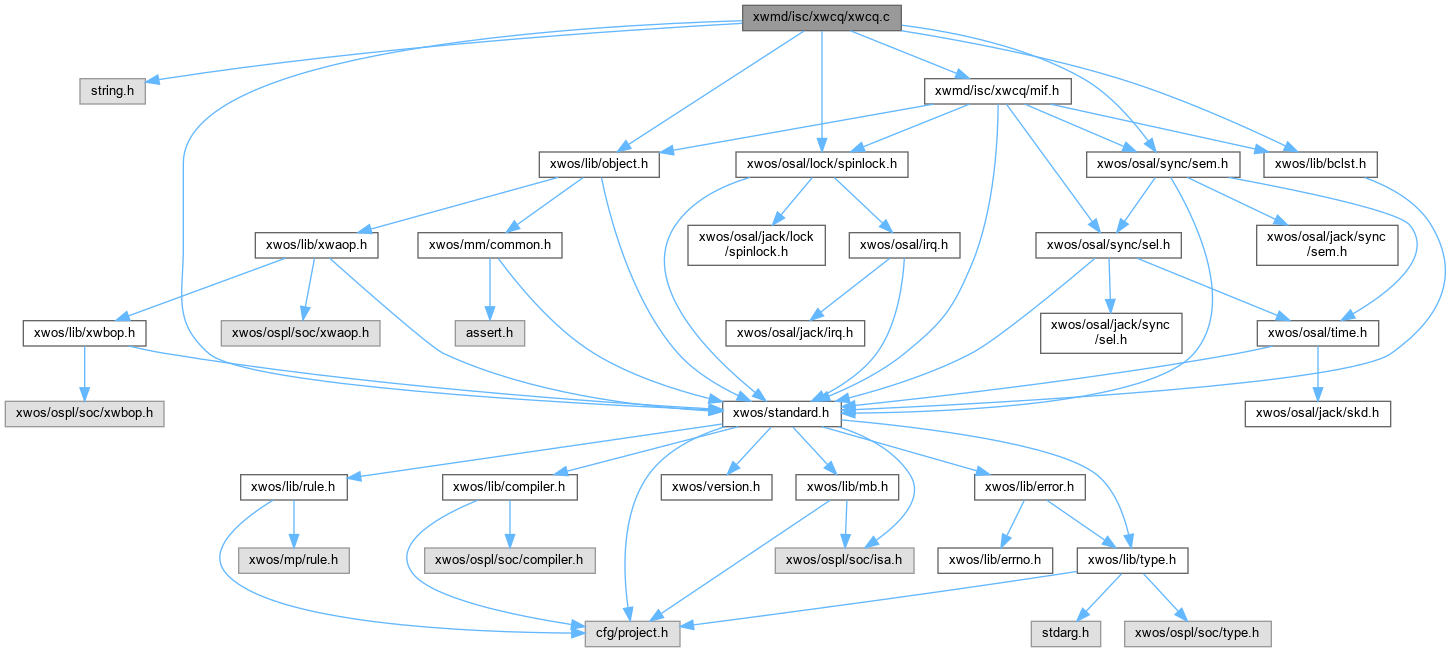 xwmd/isc/xwcq/xwcq.c
string.h
xwmd/isc/xwcq/mif.h
xwos/lib/object.h
xwos/osal/lock/spinlock.h
xwos/osal/sync/sem.h
xwos/lib/bclst.h
xwos/lib/xwaop.h
xwos/mm/common.h
xwos/osal/jack/lock
/spinlock.h
xwos/osal/irq.h
xwos/osal/sync/sel.h
xwos/osal/jack/sync
/sem.h
xwos/lib/xwbop.h
xwos/ospl/soc/xwaop.h
assert.h
xwos/osal/jack/irq.h
xwos/osal/jack/sync
/sel.h
xwos/osal/time.h
xwos/ospl/soc/xwbop.h
xwos/standard.h
xwos/osal/jack/skd.h
xwos/lib/rule.h
xwos/lib/compiler.h
xwos/version.h
xwos/lib/mb.h
xwos/lib/error.h
xwos/mp/rule.h
xwos/ospl/soc/compiler.h
xwos/ospl/soc/isa.h
xwos/lib/errno.h
xwos/lib/type.h
cfg/project.h
stdarg.h
xwos/ospl/soc/type.h